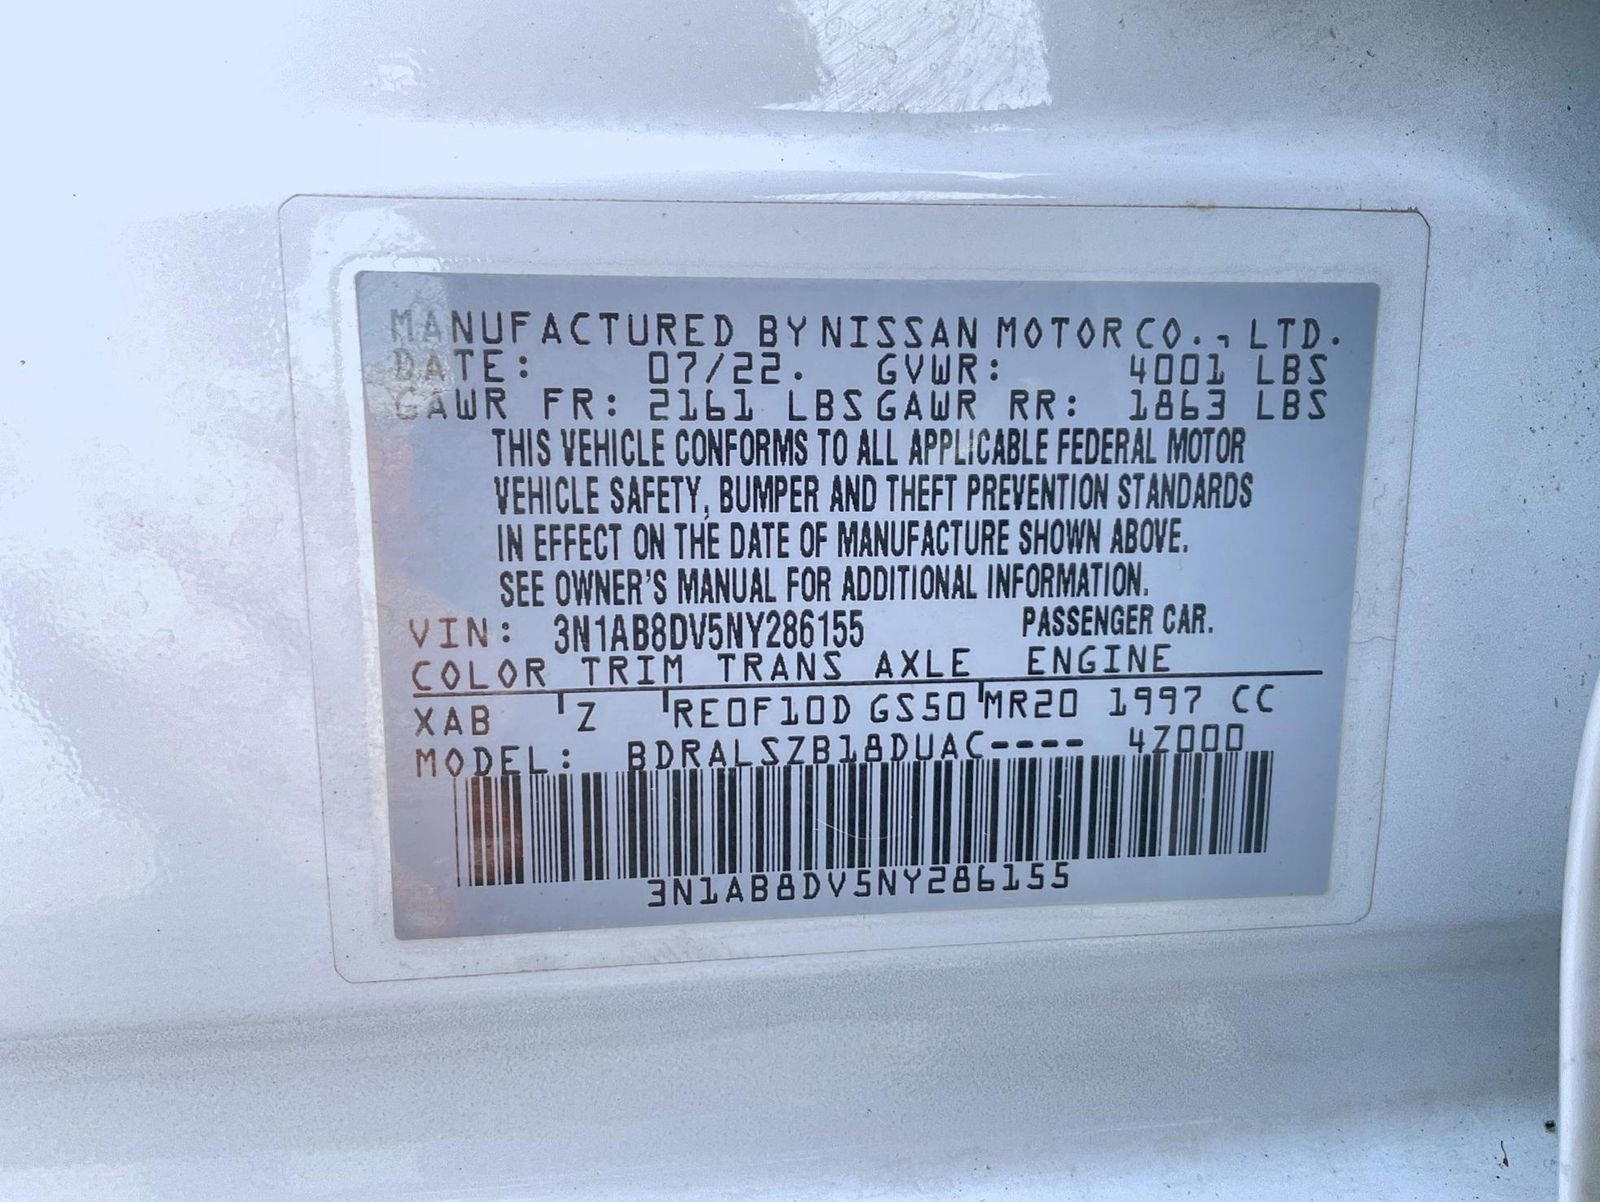 MANUFACTURED BY NISSAN MOTOR CO., LTD.
DATE: 07/22. GVWR: 4001 LBS
GAWR FR: 2161 LBS GAWR RR: 1863 LBS
THIS VEHICLE CONFORMS TO ALL APPLICABLE FEDERAL MOTOR
VEHICLE SAFETY, BUMPER AND THEFT PREVENTION STANDARDS
IN EFFECT ON THE DATE OF MANUFACTURE SHOWN ABOVE.
SEE OWNER'S MANUAL FOR ADDITIONAL INFORMATION.
VIN: 3N1AB8DV5NY286155 PASSENGER CAR.
COLOR TRIM TRANS AXLE ENGINE
XAB Z RE0F10D GS50 MR20 1997 CC
MODEL: BDRALSZB18DUAC---- 4Z000
3N1AB8DV5NY286155